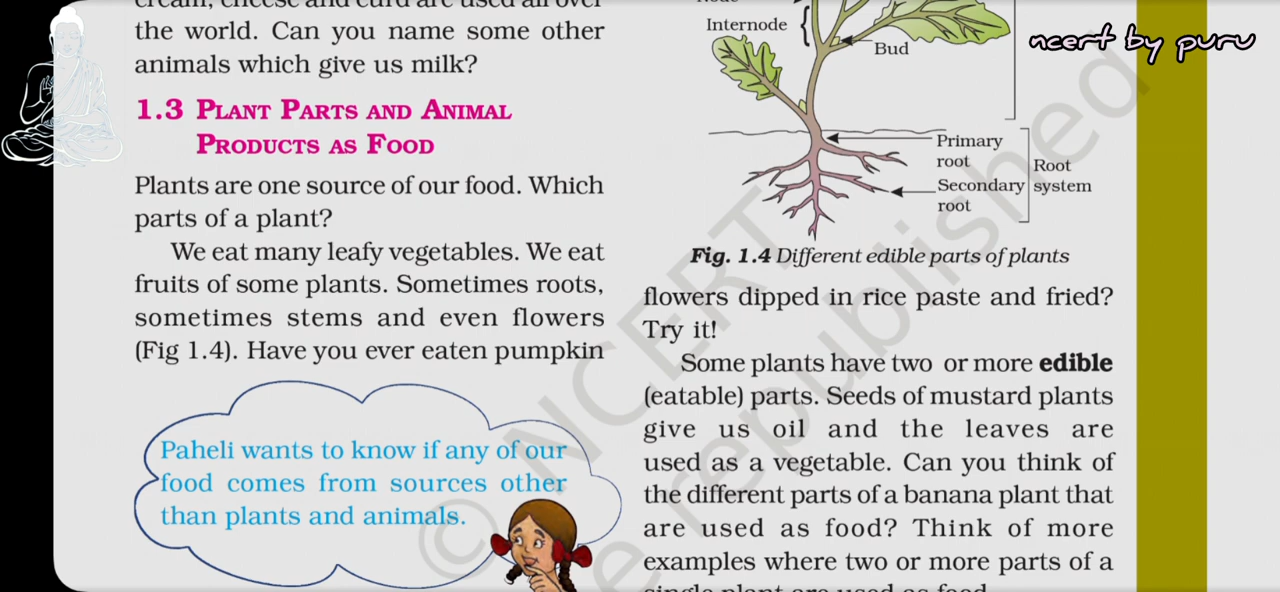 the world. Can you name some other
animals which give us milk?
1.3 PLANT PARTS AND ANIMAL
PRODUCTS AS FOOD
Plants are one source of our food. Which
parts of a plant?
We eat many leafy vegetables. We eat
fruits of some plants. Sometimes roots,
sometimes stems and even flowers
(Fig 1.4). Have you ever eaten pumpkin
Paheli wants to know if any of our
food comes from sources other
than plants and animals.
Internode
Bud
ncert by puru
Primary
root
Secondary
root
Root
system
Fig. 1.4 Different edible parts of plants
flowers dipped in rice paste and fried?
Try it!
Some plants have two or more edible
(eatable) parts. Seeds of mustard plants
give us oil and the leaves are
used as a vegetable. Can you think of
the different parts of a banana plant that
are used as food? Think of more
examples where two or more parts of a
© NCERT
republished